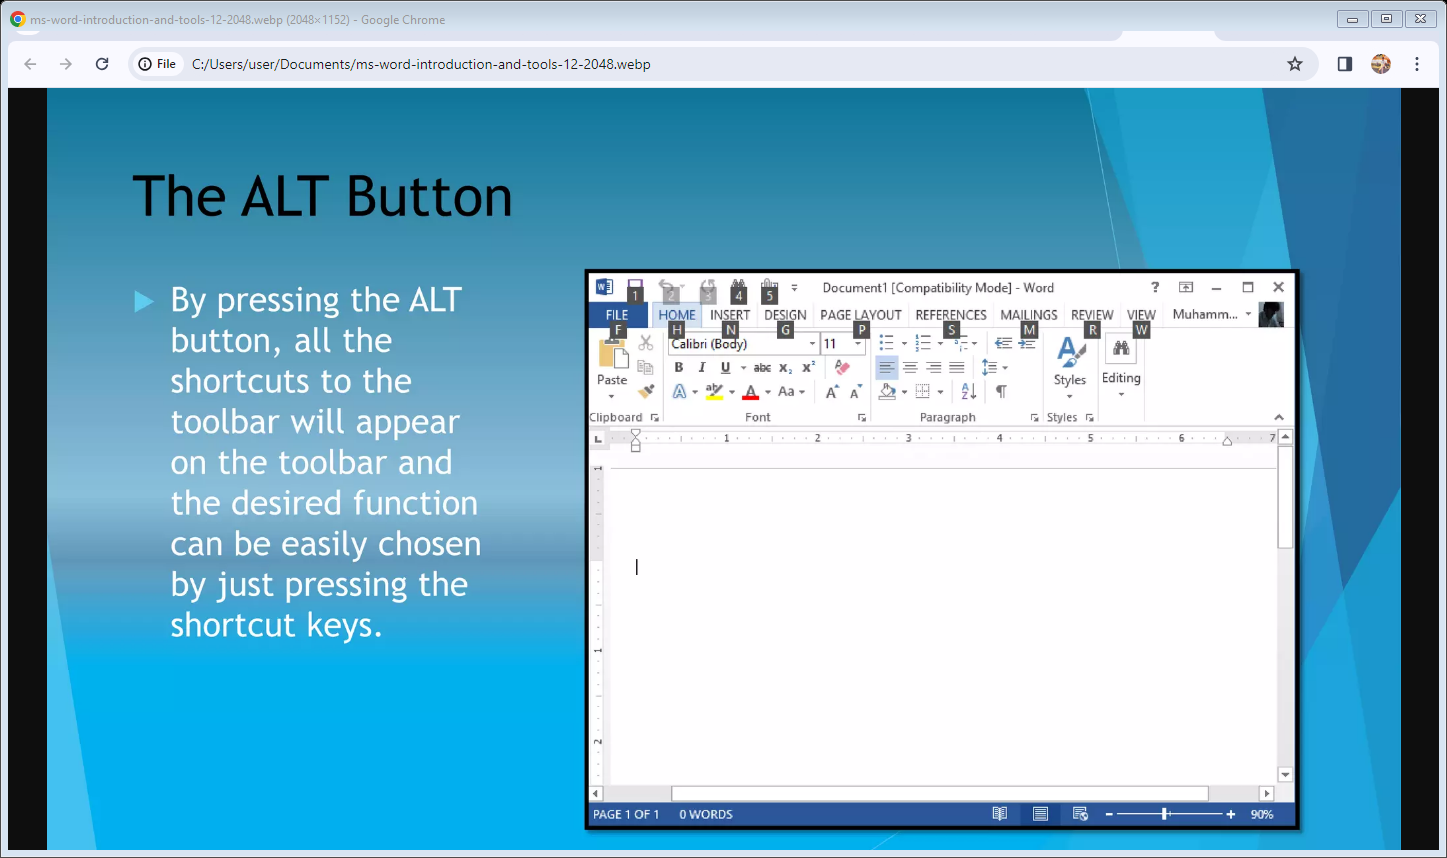 ms-word-introduction-and-tools-12-2048.webp (2048×1152) - Google Chrome
File C:/Users/user/Documents/ms-word-introduction-and-tools-12-2048.webp
The ALT Button
By pressing the ALT
button, all the
shortcuts to the
toolbar will appear
on the toolbar and
the desired function
can be easily chosen
by just pressing the
shortcut keys.
Document1 [Compatibility Mode] - Word ?
1 2 3 4 5
FILE HOME INSERT DESIGN PAGE LAYOUT REFERENCES MAILINGS REVIEW VIEW Muhamm...
F H N G P S M R W
Calibri (Body) 11
B I U abc X₂ X²
A ab A Aa A A A Z ¶
Paste Styles Editing
Clipboard Font Paragraph Styles
L 1 2 3 4 5 6 7
1
1
2
PAGE 1 OF 1 0 WORDS 90%